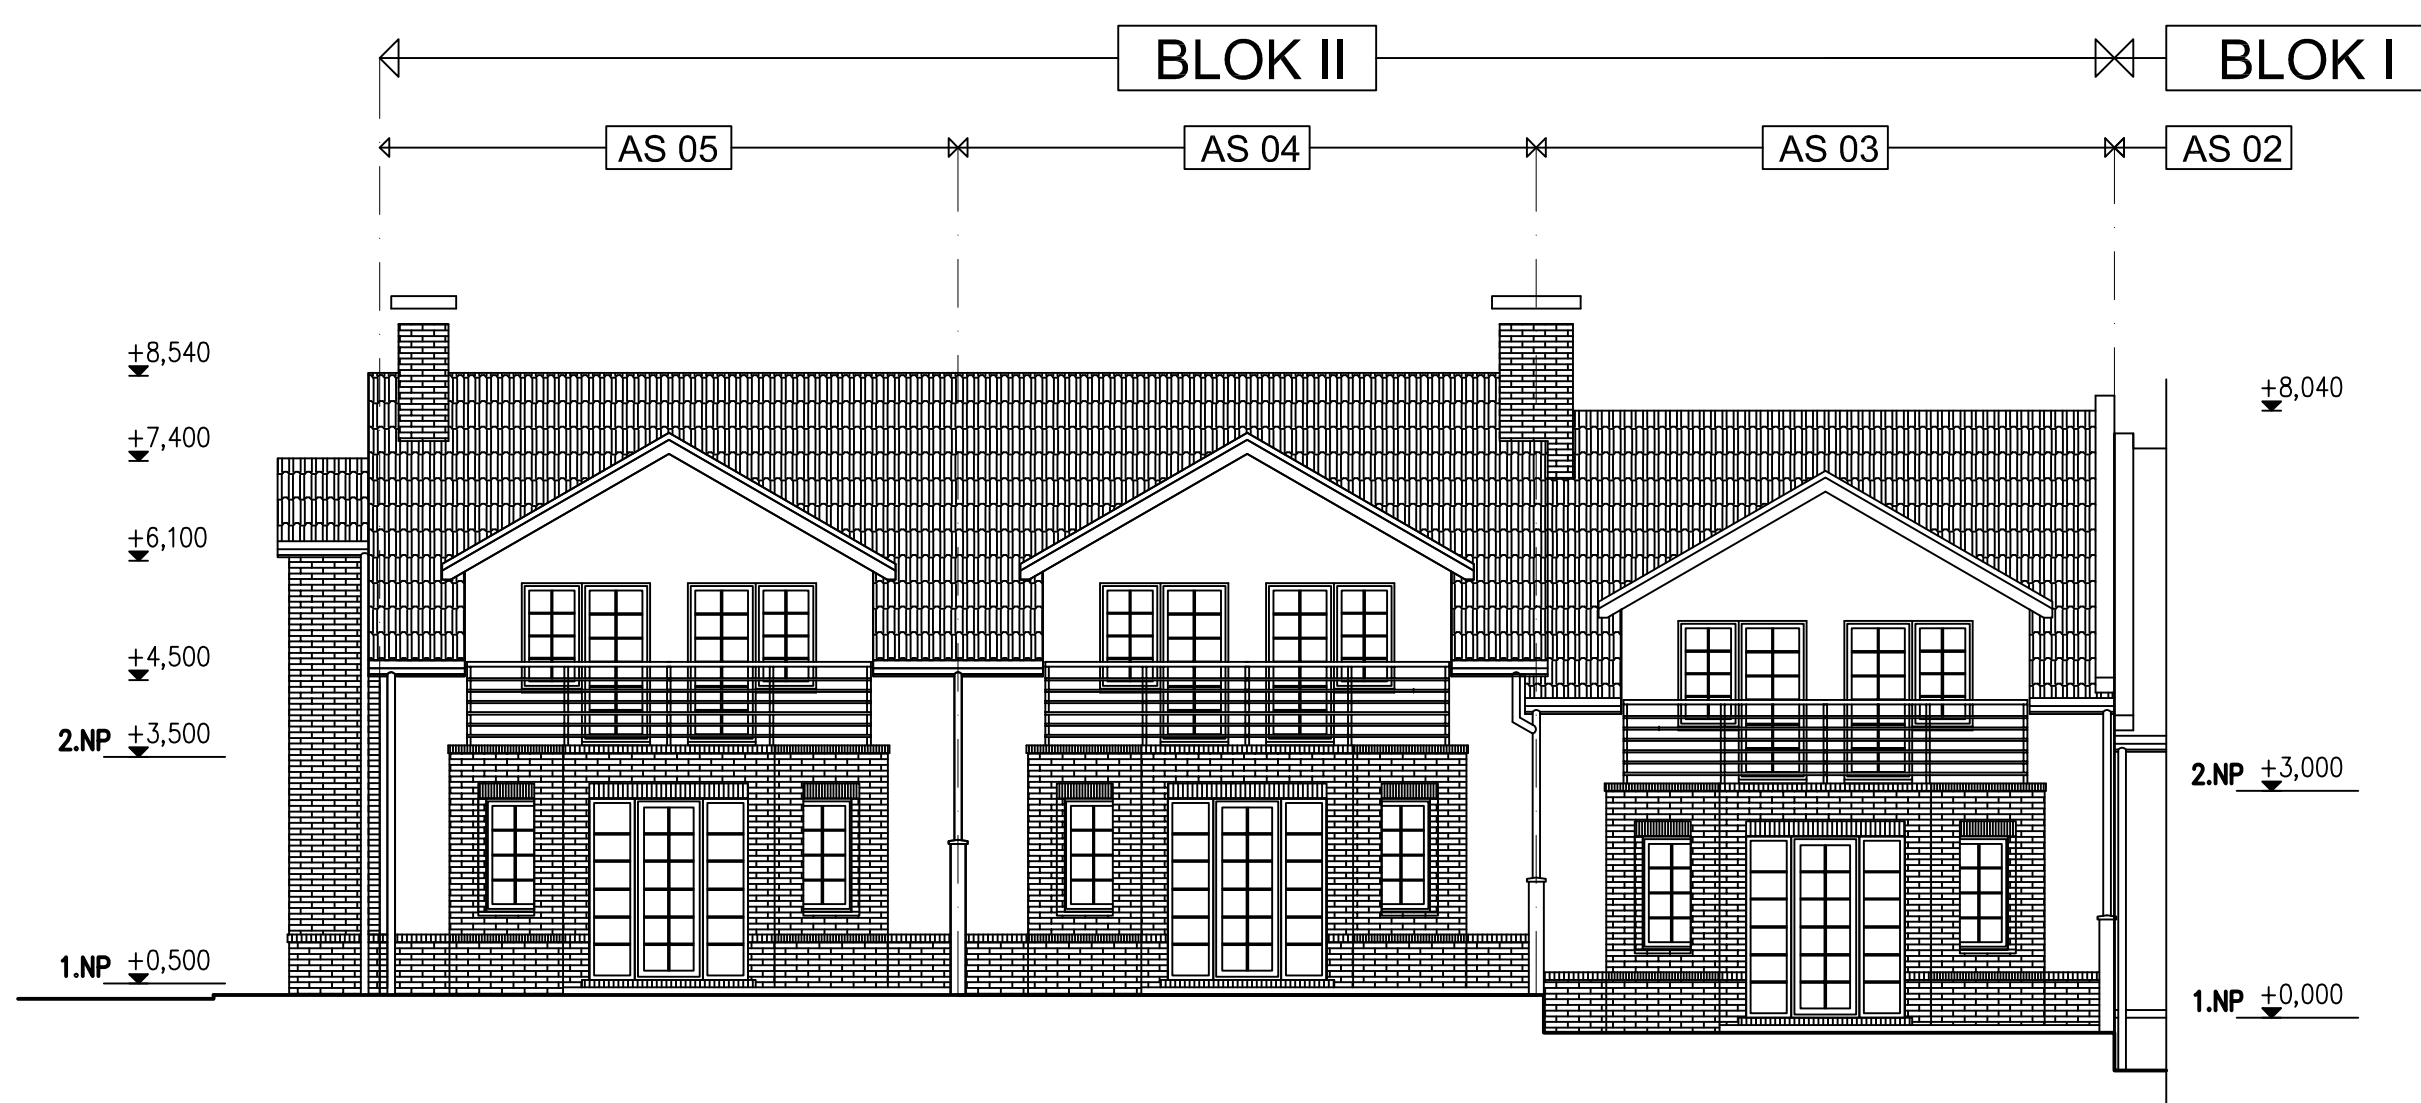 BLOK II BLOK I
AS 05 AS 04 AS 03 AS 02
+8,540
+8,040
+7,400
+6,100
+4,500
2.NP +3,500
2.NP +3,000
1.NP +0,500
1.NP +0,000